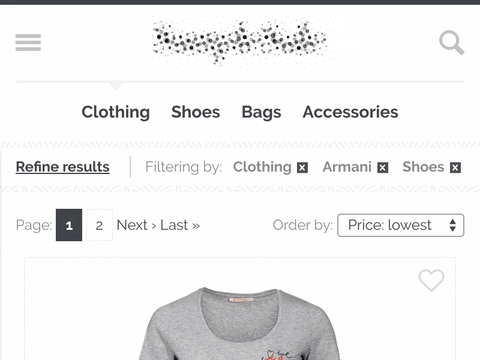 Clothing Shoes Bags Accessories
Refine results Filtering by: Clothing Armani Shoes
Page: 1 2 Next › Last » Order by: Price: lowest